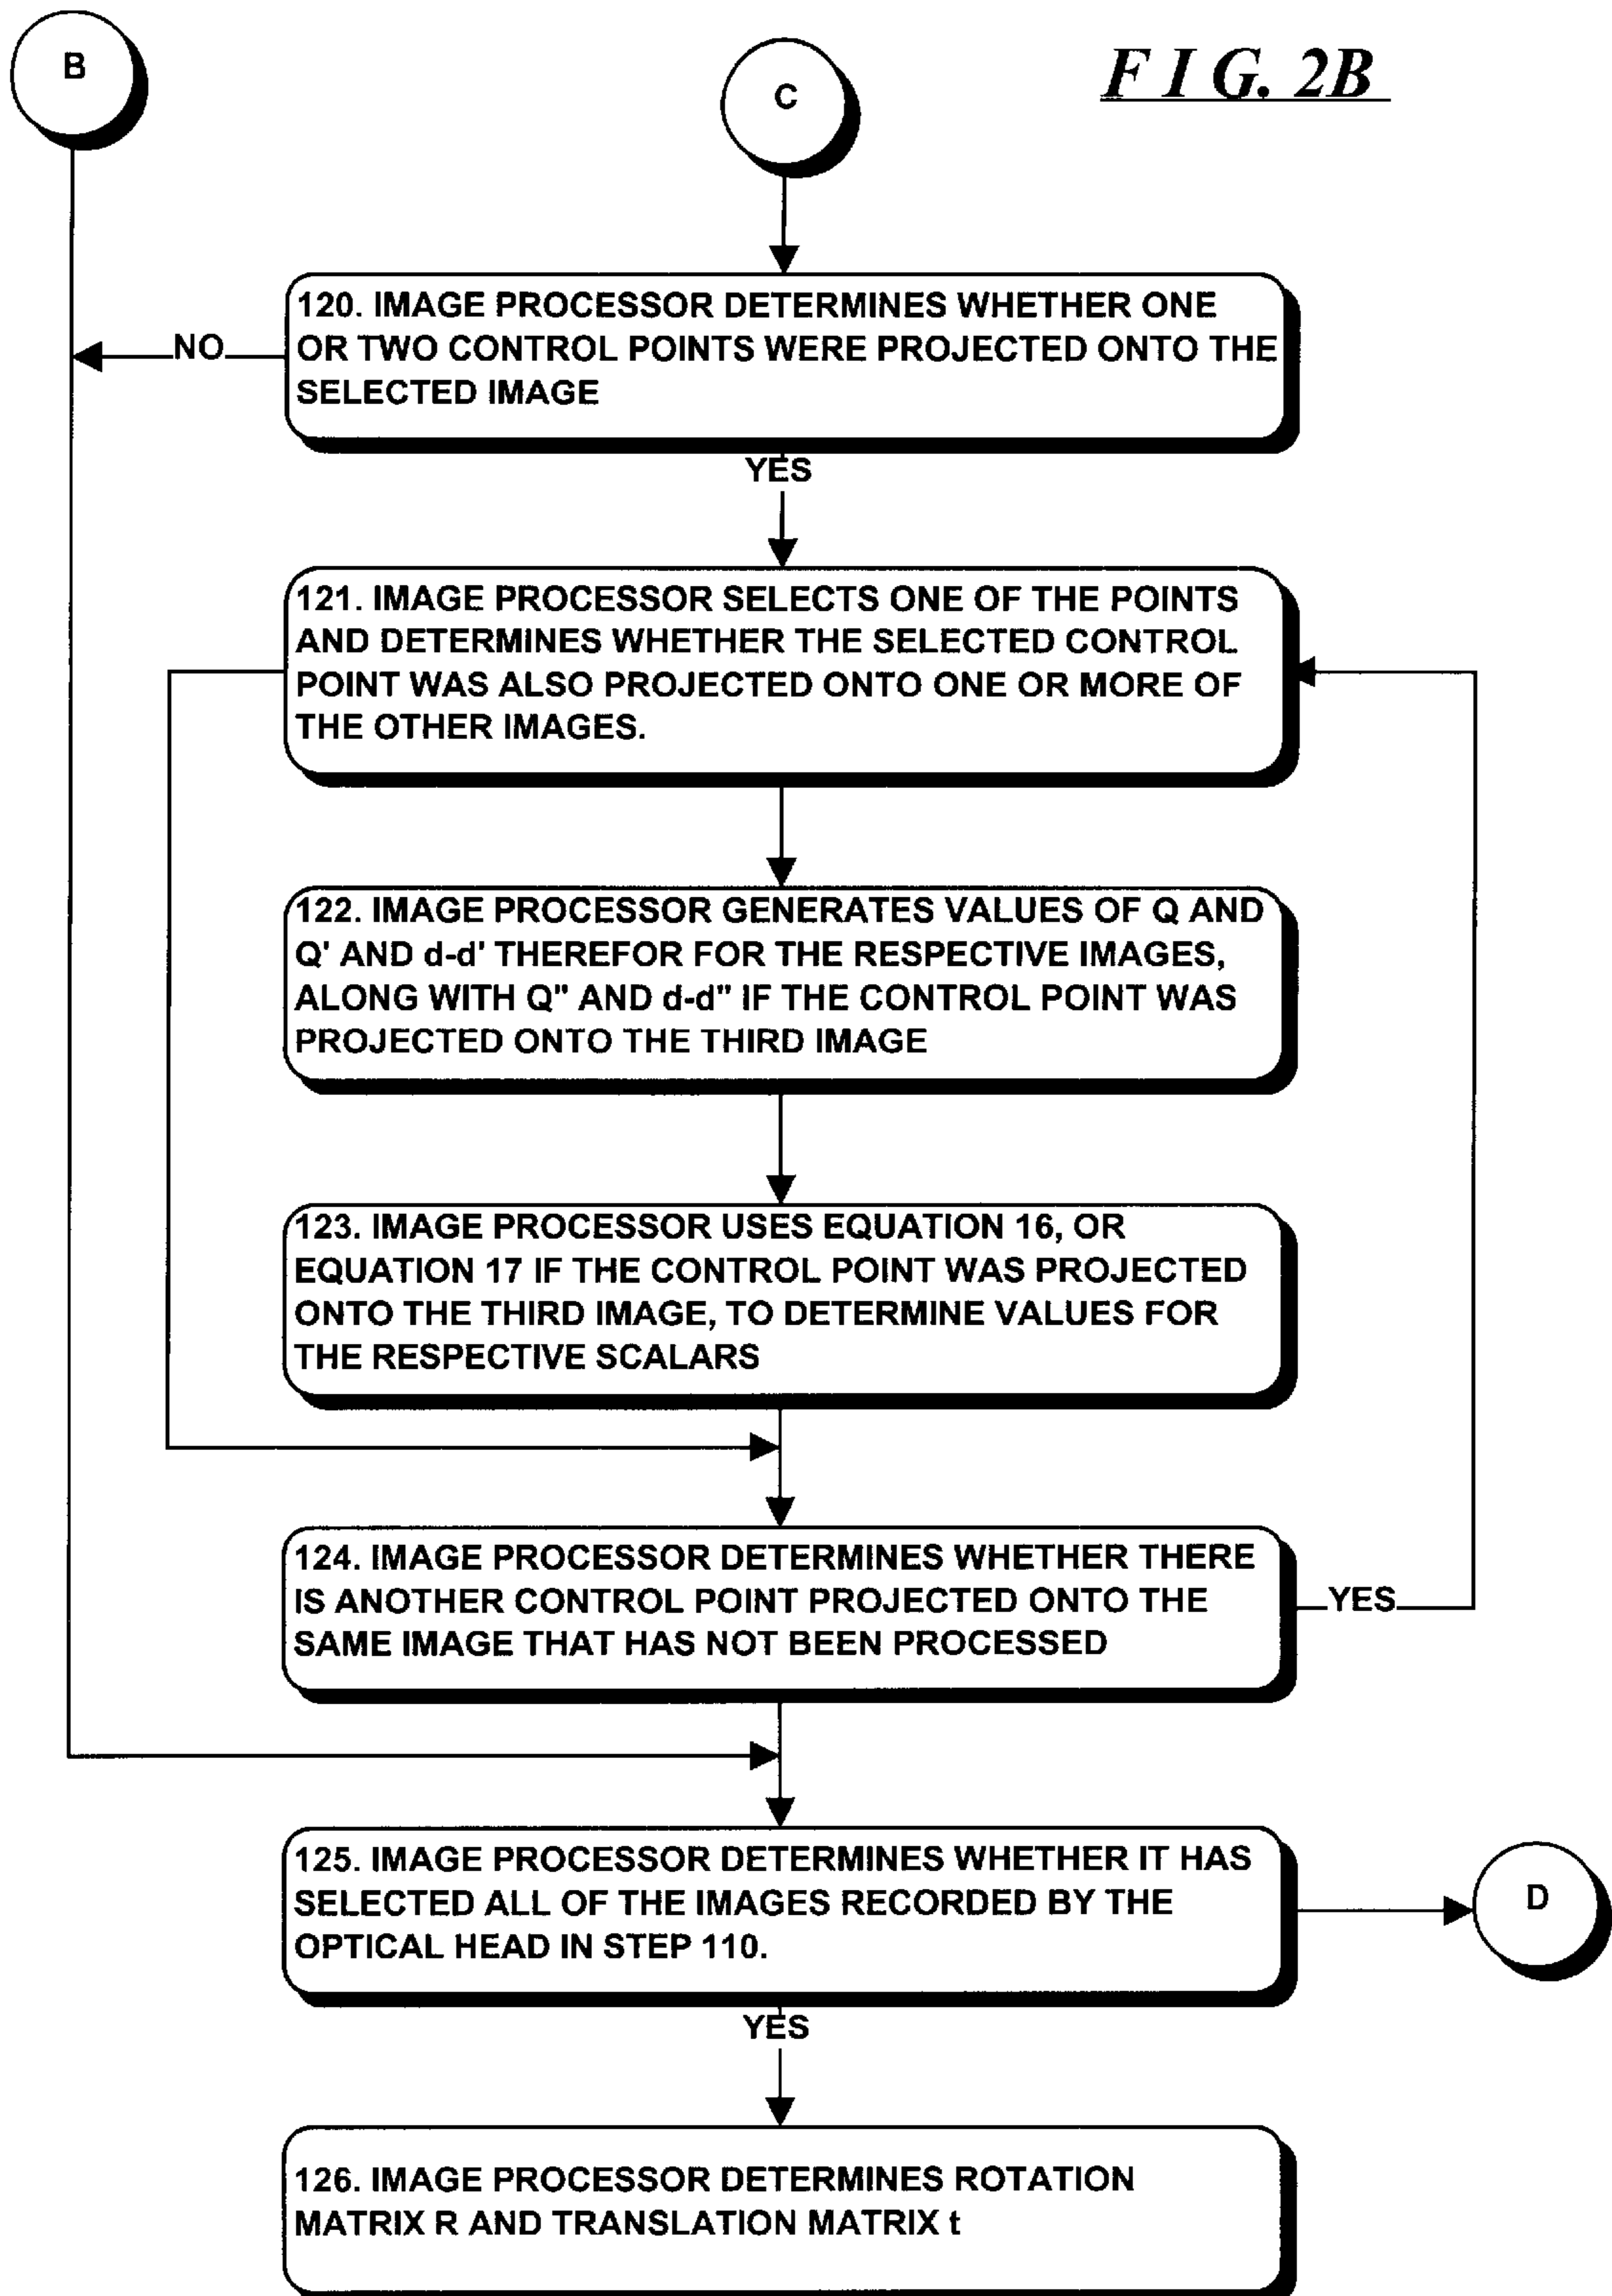 B
C
F I G. 2B
120. IMAGE PROCESSOR DETERMINES WHETHER ONE
OR TWO CONTROL POINTS WERE PROJECTED ONTO THE
SELECTED IMAGE
NO
YES
121. IMAGE PROCESSOR SELECTS ONE OF THE POINTS
AND DETERMINES WHETHER THE SELECTED CONTROL
POINT WAS ALSO PROJECTED ONTO ONE OR MORE OF
THE OTHER IMAGES.
122. IMAGE PROCESSOR GENERATES VALUES OF Q AND
Q' AND d-d' THEREFOR FOR THE RESPECTIVE IMAGES,
ALONG WITH Q" AND d-d" IF THE CONTROL POINT WAS
PROJECTED ONTO THE THIRD IMAGE
123. IMAGE PROCESSOR USES EQUATION 16, OR
EQUATION 17 IF THE CONTROL POINT WAS PROJECTED
ONTO THE THIRD IMAGE, TO DETERMINE VALUES FOR
THE RESPECTIVE SCALARS
124. IMAGE PROCESSOR DETERMINES WHETHER THERE
IS ANOTHER CONTROL POINT PROJECTED ONTO THE
SAME IMAGE THAT HAS NOT BEEN PROCESSED
YES
125. IMAGE PROCESSOR DETERMINES WHETHER IT HAS
SELECTED ALL OF THE IMAGES RECORDED BY THE
OPTICAL HEAD IN STEP 110.
D
YES
126. IMAGE PROCESSOR DETERMINES ROTATION
MATRIX R AND TRANSLATION MATRIX t